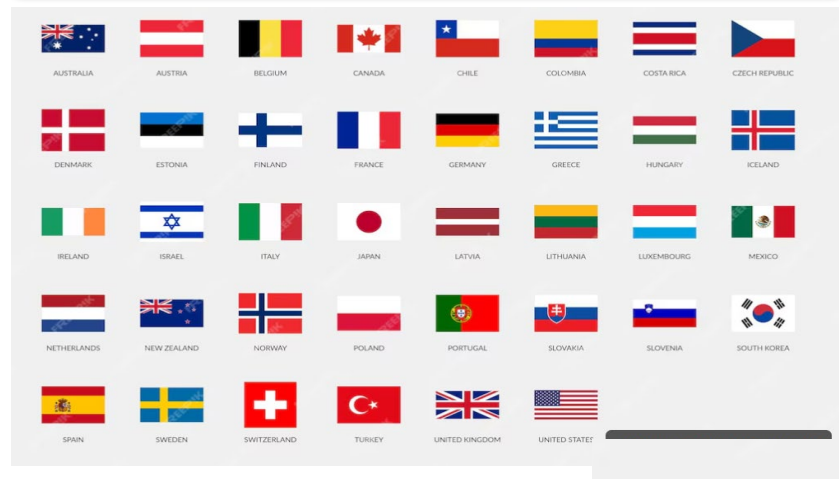 AUSTRALIA AUSTRIA BELGIUM CANADA CHILE COLOMBIA COSTA RICA CZECH REPUBLIC
DENMARK ESTONIA FINLAND FRANCE GERMANY GREECE HUNGARY ICELAND
IRELAND ISRAEL ITALY JAPAN LATVIA LITHUANIA LUXEMBOURG MEXICO
NETHERLANDS NEW ZEALAND NORWAY POLAND PORTUGAL SLOVAKIA SLOVENIA SOUTH KOREA
SPAIN SWEDEN SWITZERLAND TURKEY UNITED KINGDOM UNITED STATES